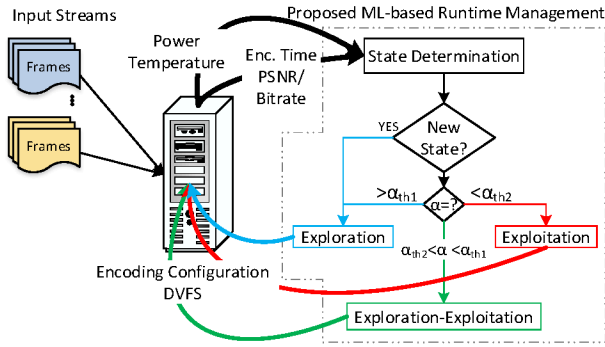 Input Streams
Proposed ML-based Runtime Management
Frames
Frames
Power
Temperature
Enc. Time
PSNR/
Bitrate
State Determination
YES
New
State?
>αth1
α=?
<αth2
Exploration
Exploitation
αth2<α <αth1
Encoding Configuration
DVFS
Exploration-Exploitation